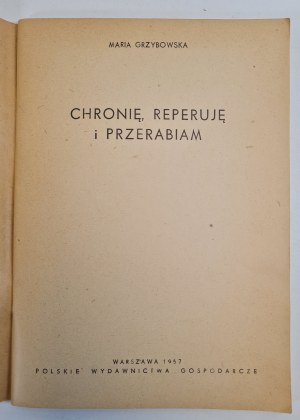 MARIA GRZYBOWSKA
CHRONIĘ, REPERUJĘ
i PRZERABIAM
WARSZAWA 1957
POLSKIE WYDAWNICTWA GOSPODARCZE